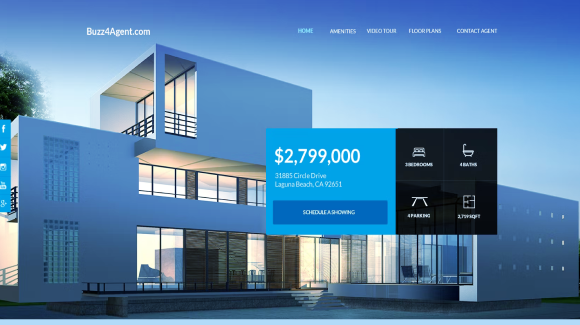 Buzz4Agent.com
HOME AMENITIES VIDEO TOUR FLOOR PLANS CONTACT AGENT
$2,799,000
31885 Circle Drive
Laguna Beach, CA 92651
SCHEDULE A SHOWING
3 BEDROOMS
4 BATHS
4 PARKING
2,719 SQFT